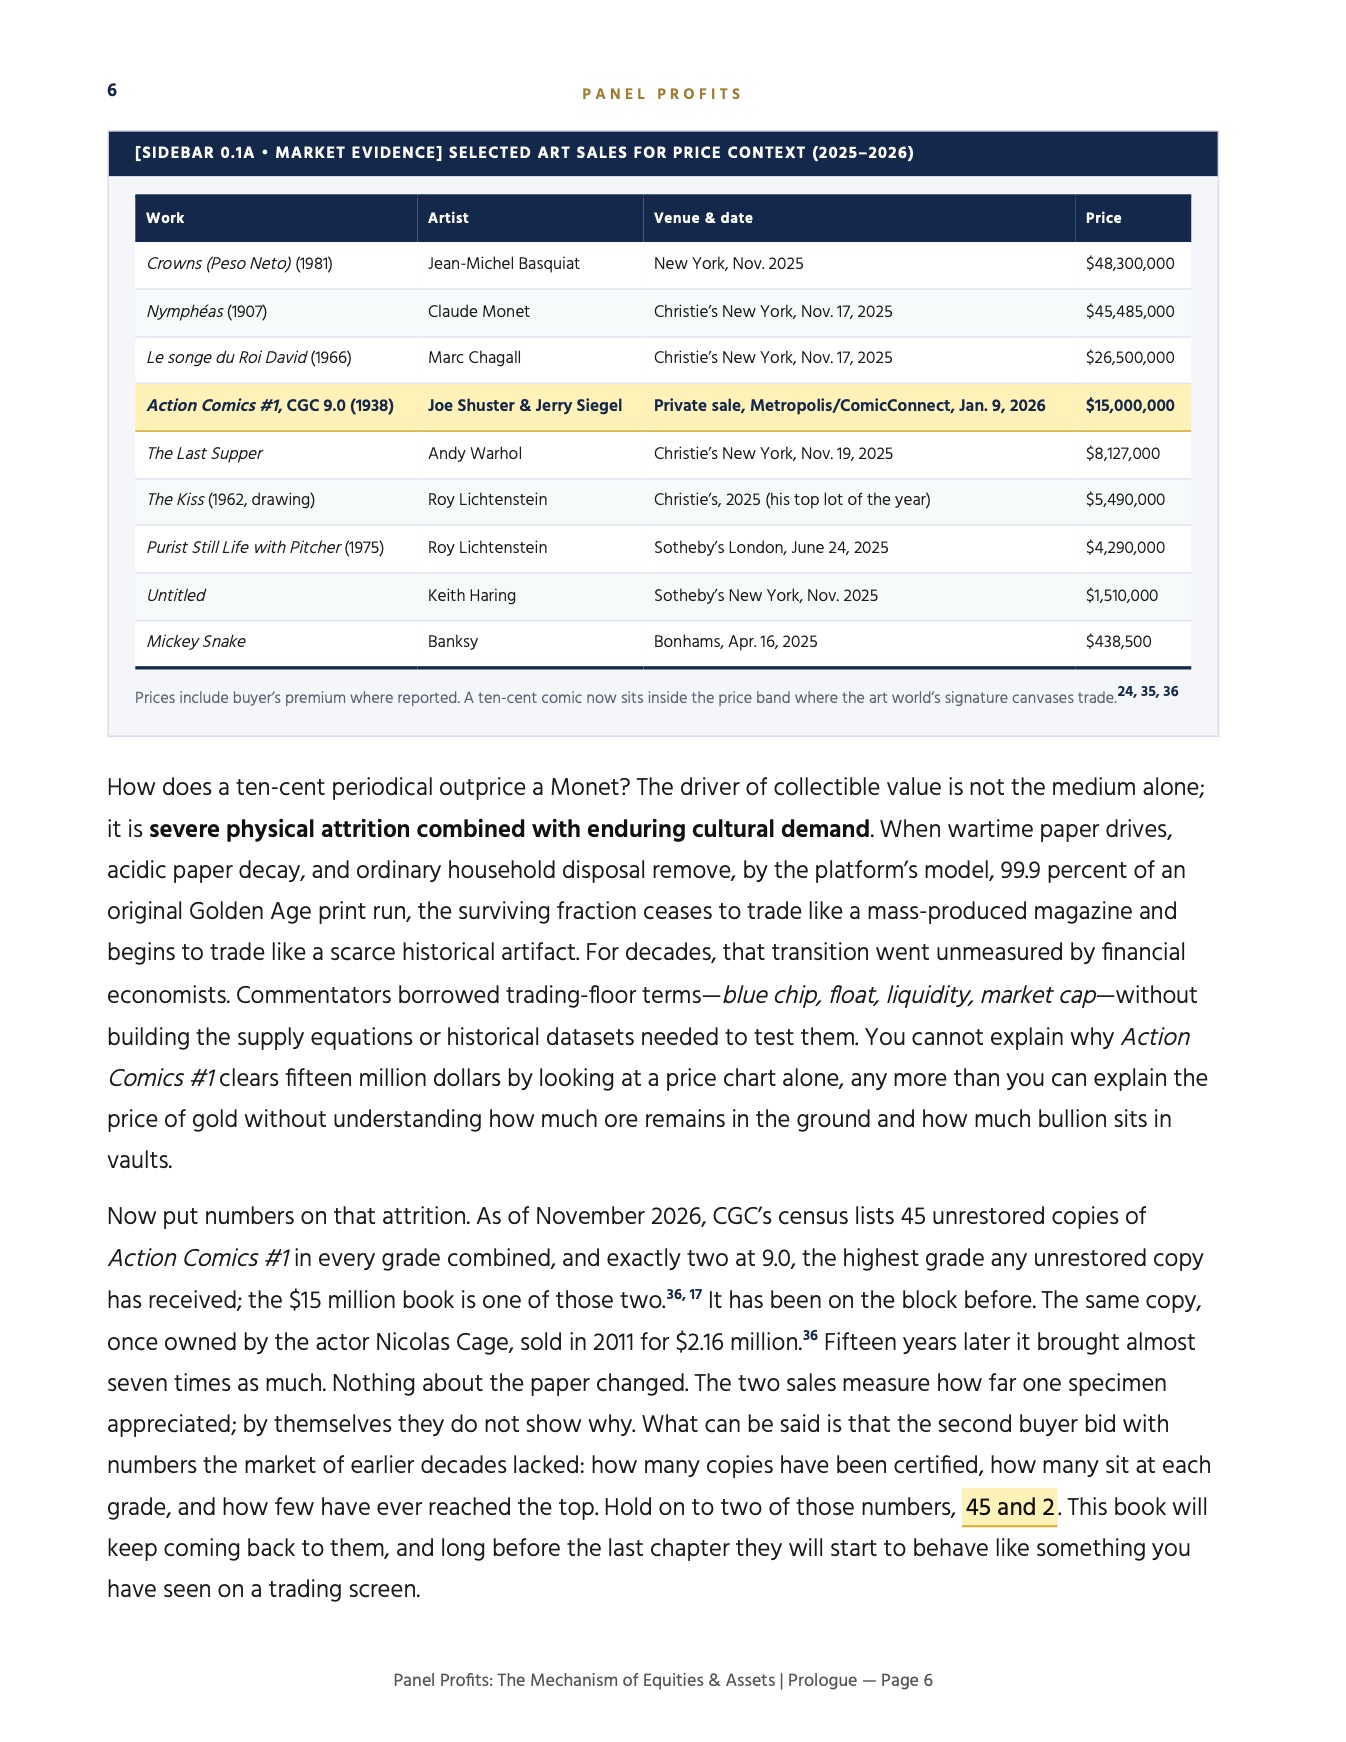 6
PANEL PROFITS
[SIDEBAR 0.1A • MARKET EVIDENCE] SELECTED ART SALES FOR PRICE CONTEXT (2025–2026)
Work Artist Venue & date Price
Crowns (Peso Neto) (1981) Jean-Michel Basquiat New York, Nov. 2025 $48,300,000
Nymphéas (1907) Claude Monet Christie’s New York, Nov. 17, 2025 $45,485,000
Le songe du Roi David (1966) Marc Chagall Christie’s New York, Nov. 17, 2025 $26,500,000
Action Comics #1, CGC 9.0 (1938) Joe Shuster & Jerry Siegel Private sale, Metropolis/ComicConnect, Jan. 9, 2026 $15,000,000
The Last Supper Andy Warhol Christie’s New York, Nov. 19, 2025 $8,127,000
The Kiss (1962, drawing) Roy Lichtenstein Christie’s, 2025 (his top lot of the year) $5,490,000
Purist Still Life with Pitcher (1975) Roy Lichtenstein Sotheby’s London, June 24, 2025 $4,290,000
Untitled Keith Haring Sotheby’s New York, Nov. 2025 $1,510,000
Mickey Snake Banksy Bonhams, Apr. 16, 2025 $438,500
Prices include buyer’s premium where reported. A ten-cent comic now sits inside the price band where the art world’s signature canvases trade.24, 35, 36
How does a ten-cent periodical outprice a Monet? The driver of collectible value is not the medium alone;
it is severe physical attrition combined with enduring cultural demand. When wartime paper drives,
acidic paper decay, and ordinary household disposal remove, by the platform’s model, 99.9 percent of an
original Golden Age print run, the surviving fraction ceases to trade like a mass-produced magazine and
begins to trade like a scarce historical artifact. For decades, that transition went unmeasured by financial
economists. Commentators borrowed trading-floor terms—blue chip, float, liquidity, market cap—without
building the supply equations or historical datasets needed to test them. You cannot explain why Action
Comics #1 clears fifteen million dollars by looking at a price chart alone, any more than you can explain the
price of gold without understanding how much ore remains in the ground and how much bullion sits in
vaults.
Now put numbers on that attrition. As of November 2026, CGC’s census lists 45 unrestored copies of
Action Comics #1 in every grade combined, and exactly two at 9.0, the highest grade any unrestored copy
has received; the $15 million book is one of those two.36, 17 It has been on the block before. The same copy,
once owned by the actor Nicolas Cage, sold in 2011 for $2.16 million.36 Fifteen years later it brought almost
seven times as much. Nothing about the paper changed. The two sales measure how far one specimen
appreciated; by themselves they do not show why. What can be said is that the second buyer bid with
numbers the market of earlier decades lacked: how many copies have been certified, how many sit at each
grade, and how few have ever reached the top. Hold on to two of those numbers, 45 and 2. This book will
keep coming back to them, and long before the last chapter they will start to behave like something you
have seen on a trading screen.
Panel Profits: The Mechanism of Equities & Assets | Prologue — Page 6